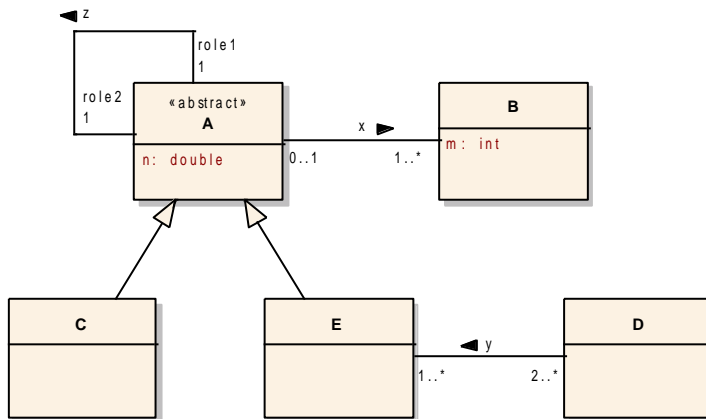 z
role1
1
role2
1
«abstract»
A
n: double
x
0..1
1..*
B
m: int
C
E
D
y
1..*
2..*